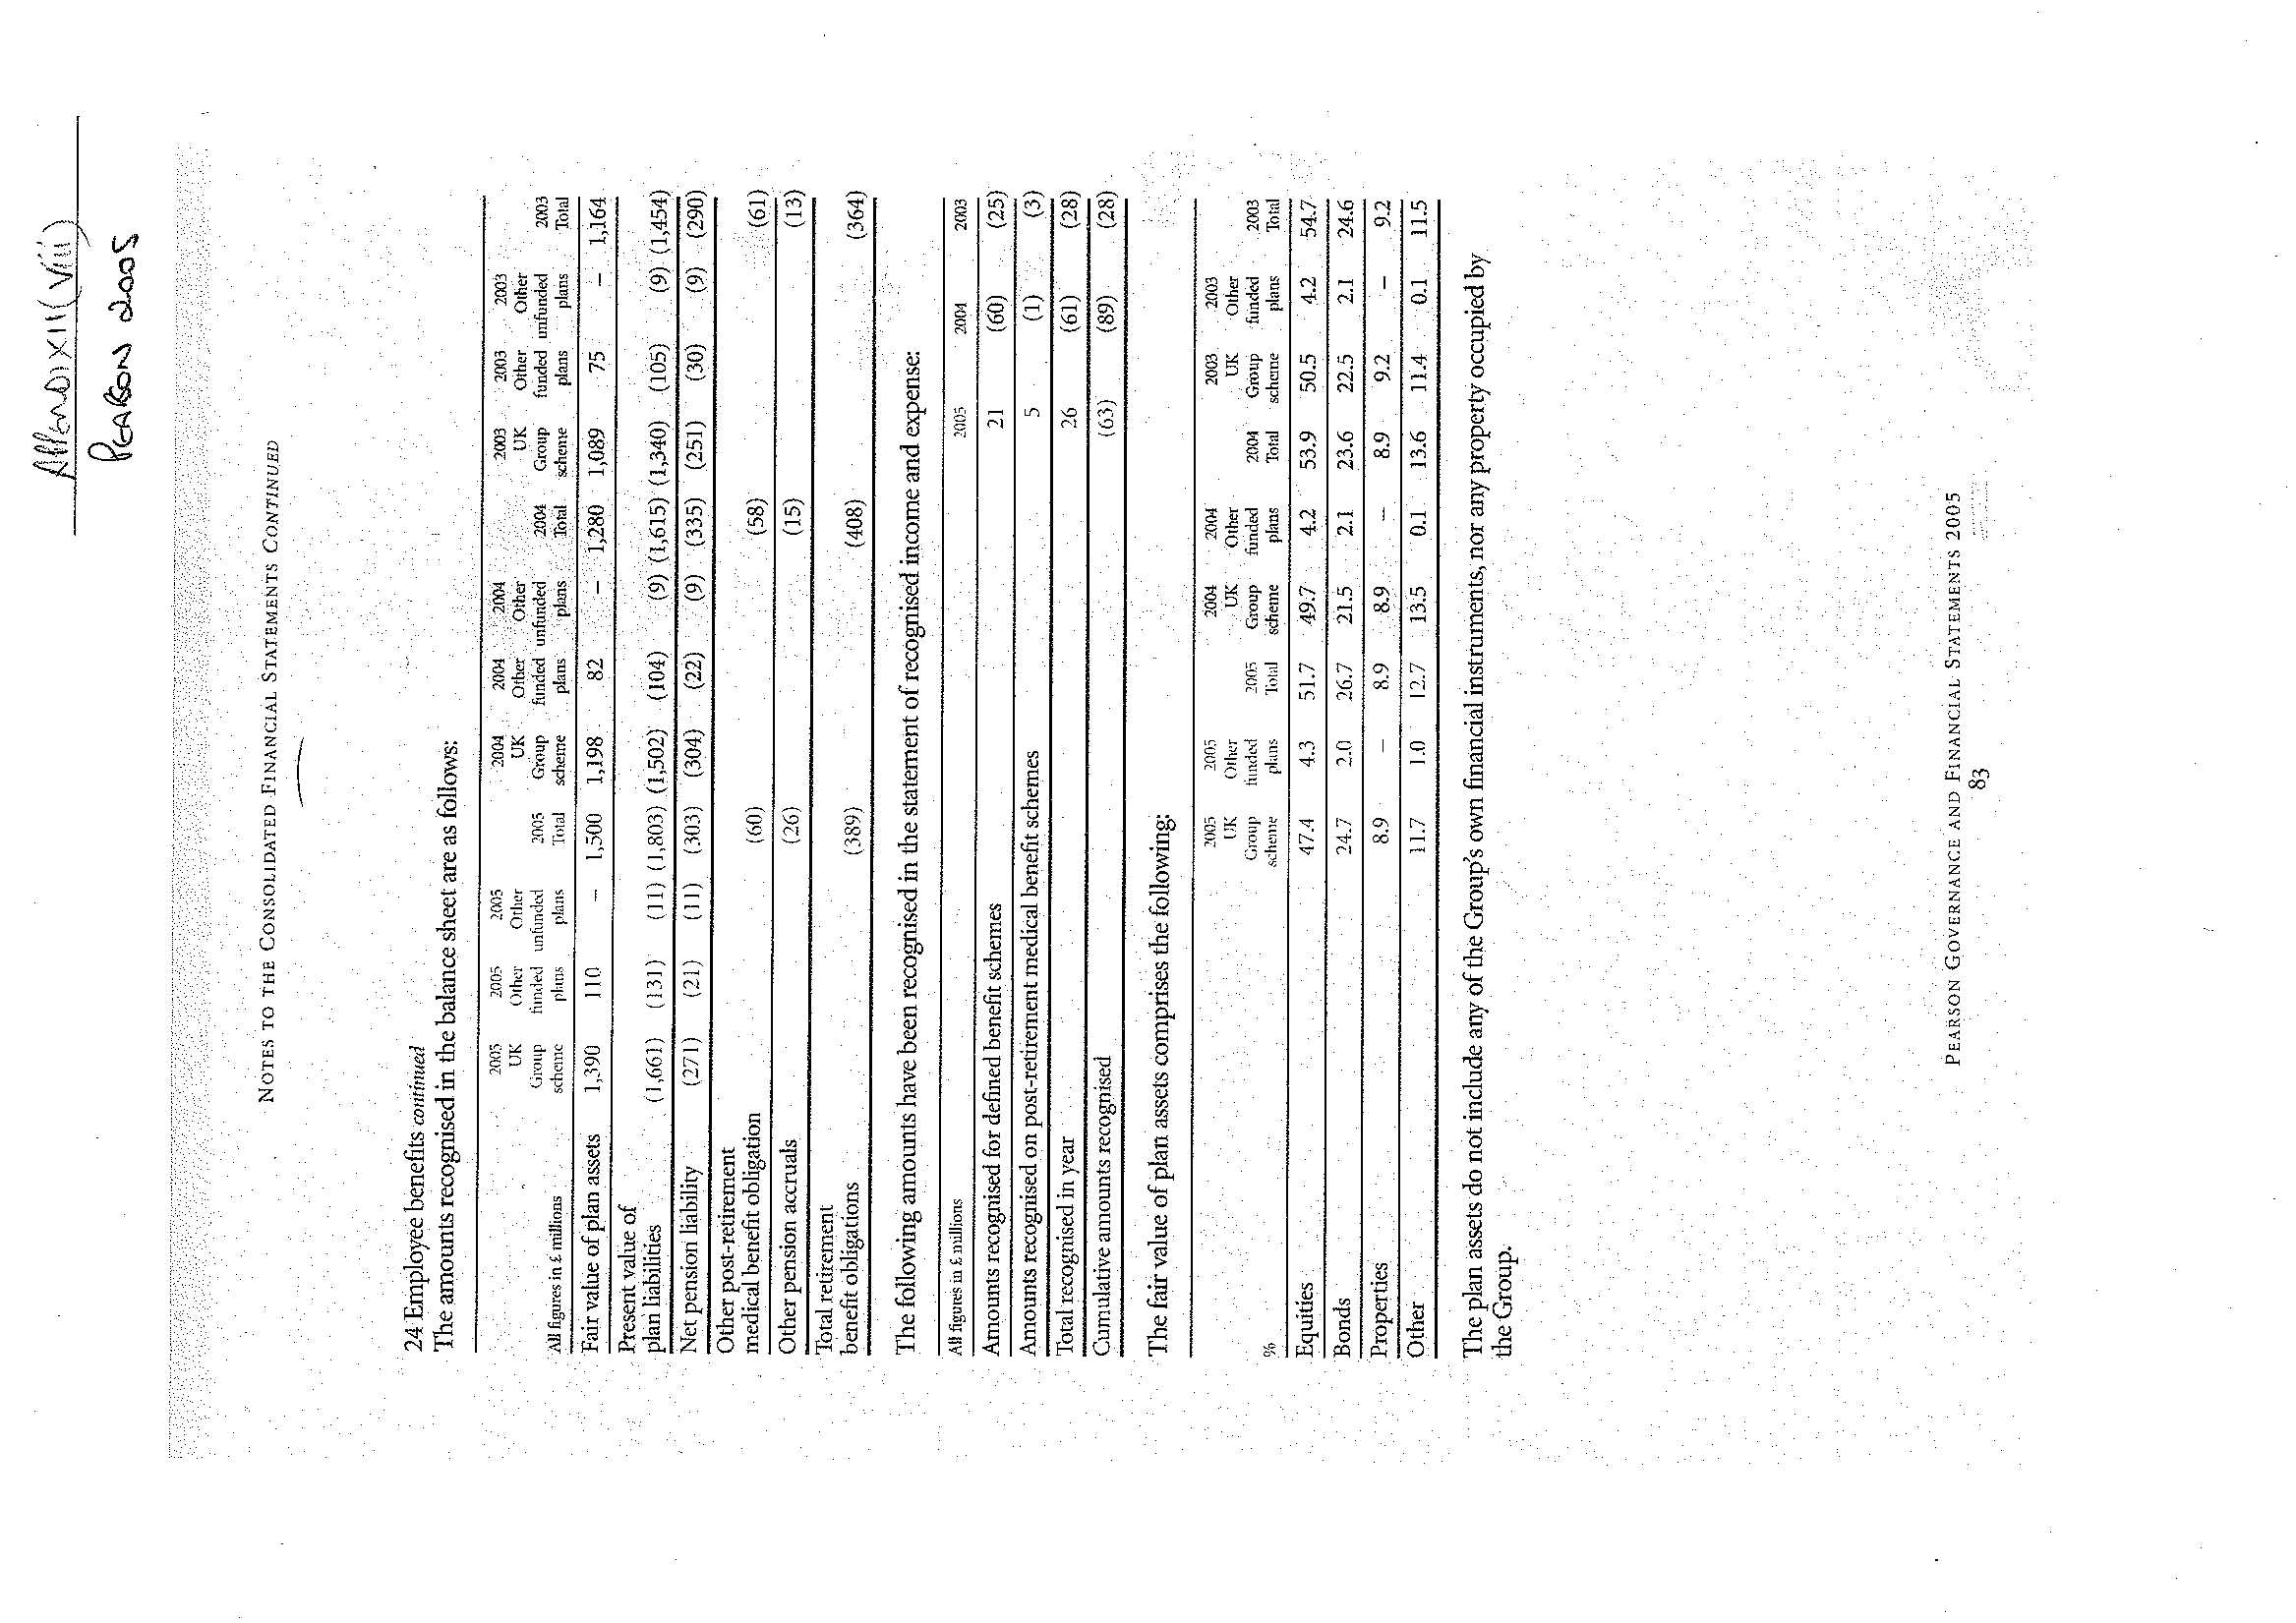 Appendix 11 (viii)
Pearson 2005
NOTES TO THE CONSOLIDATED FINANCIAL STATEMENTS CONTINUED
24 Employee benefits continued
The amounts recognised in the balance sheet are as follows:
2005 2005 2005 2004 2004 2004 2003 2003 2003
UK Other Other UK Other Other UK Other Other
Group funded unfunded 2005 Group funded unfunded 2004 Group funded unfunded 2003
All figures in £ millions scheme plans plans Total scheme plans plans Total scheme plans plans Total
Fair value of plan assets 1,390 110 – 1,500 1,198 82 – 1,280 1,089 75 – 1,164
Present value of
plan liabilities (1,661) (131) (11) (1,803) (1,502) (104) (9) (1,615) (1,340) (105) (9) (1,454)
Net pension liability (271) (21) (11) (303) (304) (22) (9) (335) (251) (30) (9) (290)
Other post-retirement
medical benefit obligation (60) (58) (61)
Other pension accruals (26) (15) (13)
Total retirement
benefit obligations (389) (408) (364)
The following amounts have been recognised in the statement of recognised income and expense:
All figures in £ millions 2005 2004 2003
Amounts recognised for defined benefit schemes 21 (60) (25)
Amounts recognised on post-retirement medical benefit schemes 5 (1) (3)
Total recognised in year 26 (61) (28)
Cumulative amounts recognised (63) (89) (28)
The fair value of plan assets comprises the following:
2005 2005 2004 2004 2003 2003
UK Other UK Other UK Other
Group funded 2005 Group funded 2004 Group funded 2003
% scheme plans Total scheme plans Total scheme plans Total
Equities 47.4 4.3 51.7 49.7 4.2 53.9 50.5 4.2 54.7
Bonds 24.7 2.0 26.7 21.5 2.1 23.6 22.5 2.1 24.6
Properties 8.9 – 8.9 8.9 – 8.9 9.2 – 9.2
Other 11.7 1.0 12.7 13.5 0.1 13.6 11.4 0.1 11.5
The plan assets do not include any of the Group's own financial instruments, nor any property occupied by
the Group.
PEARSON GOVERNANCE AND FINANCIAL STATEMENTS 2005
83